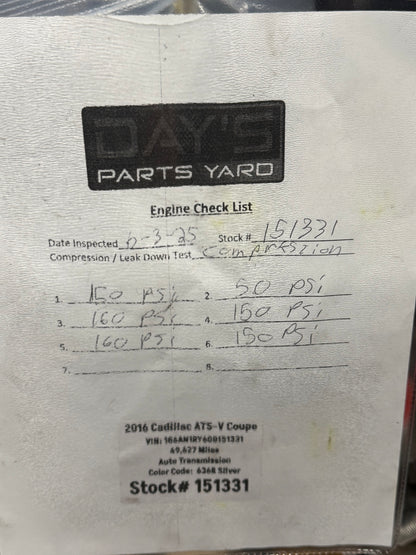 DAY'S
PARTS YARD
Engine Check List
Date Inspected 6-3-25 Stock # 151331
Compression / Leak Down Test Compression
1. 150 PSi 2. 50 PSi
3. 160 PSi 4. 150 PSi
5. 160 PSi 6. 150 PSi
7. 8.
2016 Cadillac ATS-V Coupe
VIN: 1G6AN1RY6G0151331
69,627 Miles
Auto Transmission
Color Code: 636R Silver
Stock# 151331